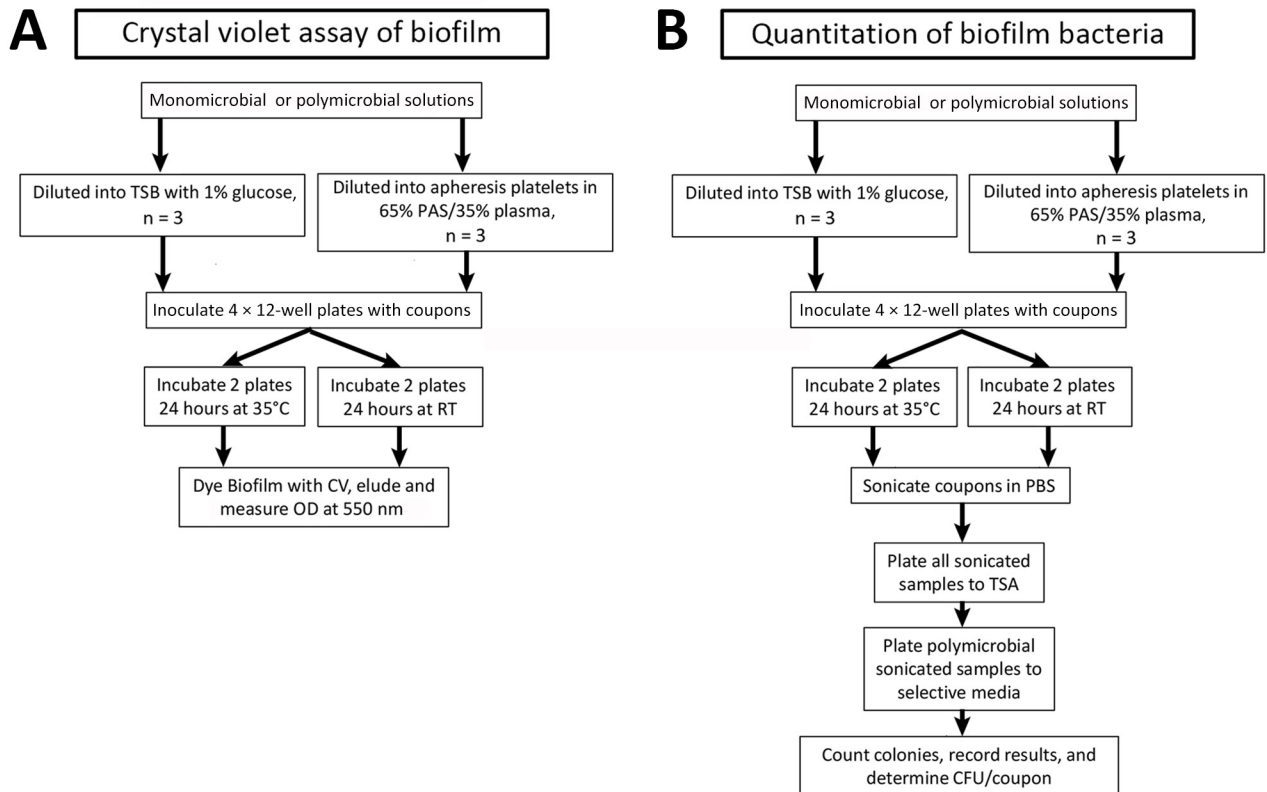 A
Crystal violet assay of biofilm
Monomicrobial or polymicrobial solutions
Diluted into TSB with 1% glucose,
n = 3
Diluted into apheresis platelets in
65% PAS/35% plasma,
n = 3
Inoculate 4 × 12-well plates with coupons
Incubate 2 plates
24 hours at 35°C
Incubate 2 plates
24 hours at RT
Dye Biofilm with CV, elude and
measure OD at 550 nm
B
Quantitation of biofilm bacteria
Monomicrobial or polymicrobial solutions
Diluted into TSB with 1% glucose,
n = 3
Diluted into apheresis platelets in
65% PAS/35% plasma,
n = 3
Inoculate 4 × 12-well plates with coupons
Incubate 2 plates
24 hours at 35°C
Incubate 2 plates
24 hours at RT
Sonicate coupons in PBS
Plate all sonicated
samples to TSA
Plate polymicrobial
sonicated samples to
selective media
Count colonies, record results, and
determine CFU/coupon